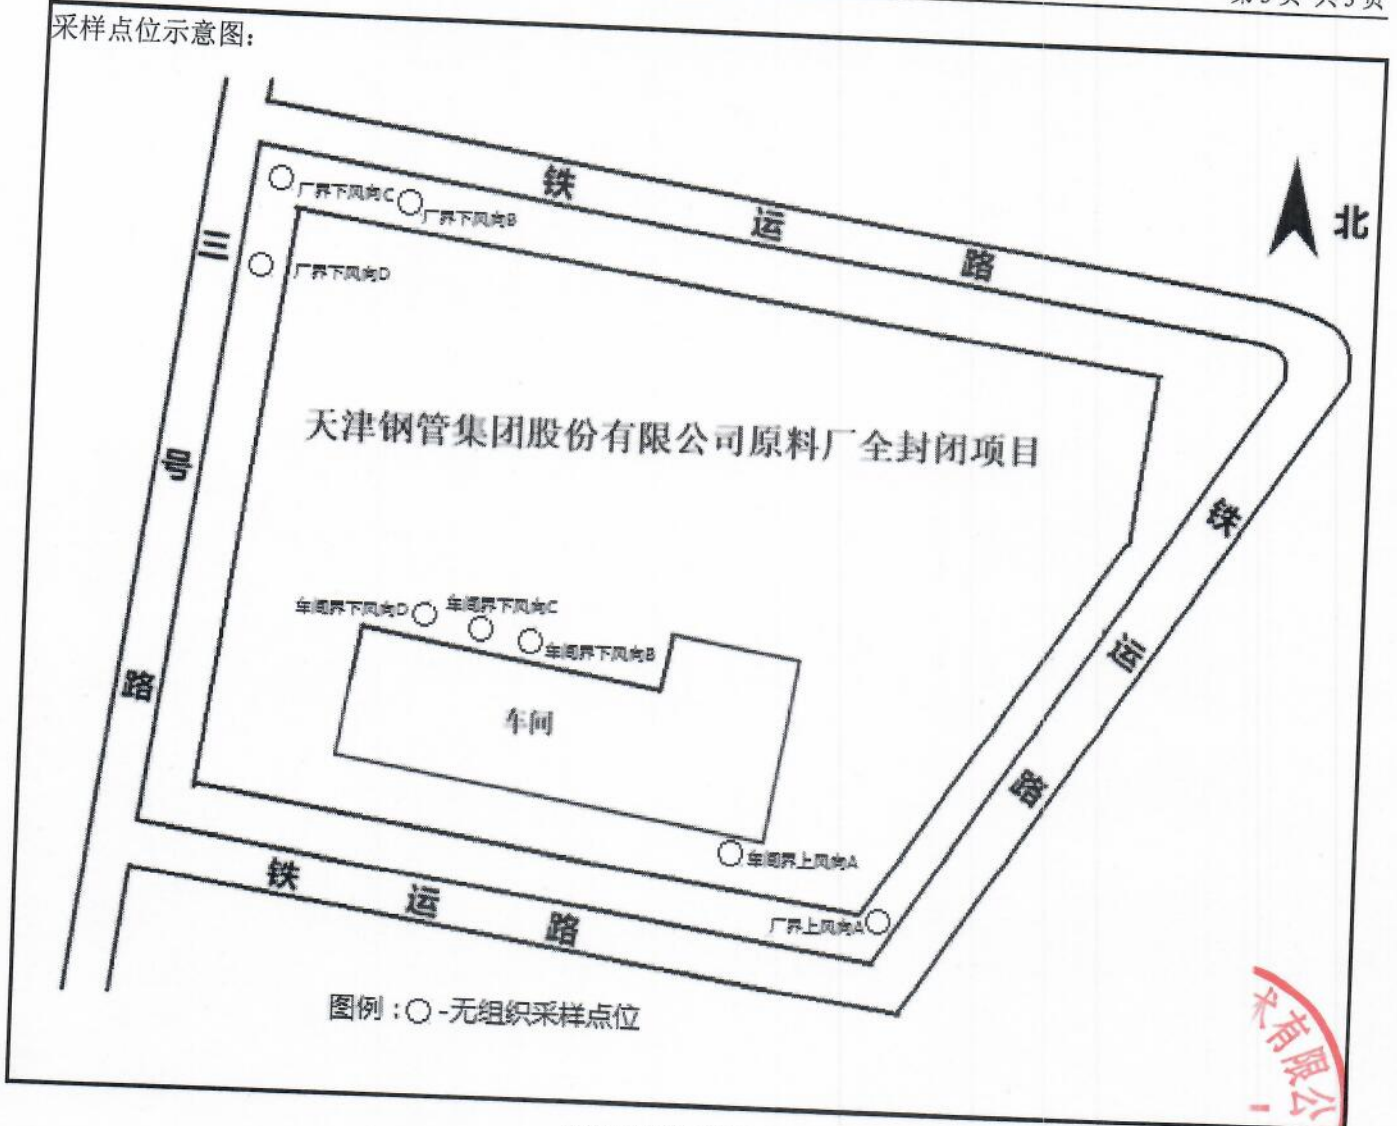 采样点位示意图：
铁运路
北
厂界下风向C
厂界下风向B
三号路
厂界下风向D
天津钢管集团股份有限公司原料厂全封闭项目
铁运路
车间界下风向D
车间界下风向C
车间界下风向B
车间
车间界上风向A
铁运路
厂界上风向A
图例：○-无组织采样点位
术有限公